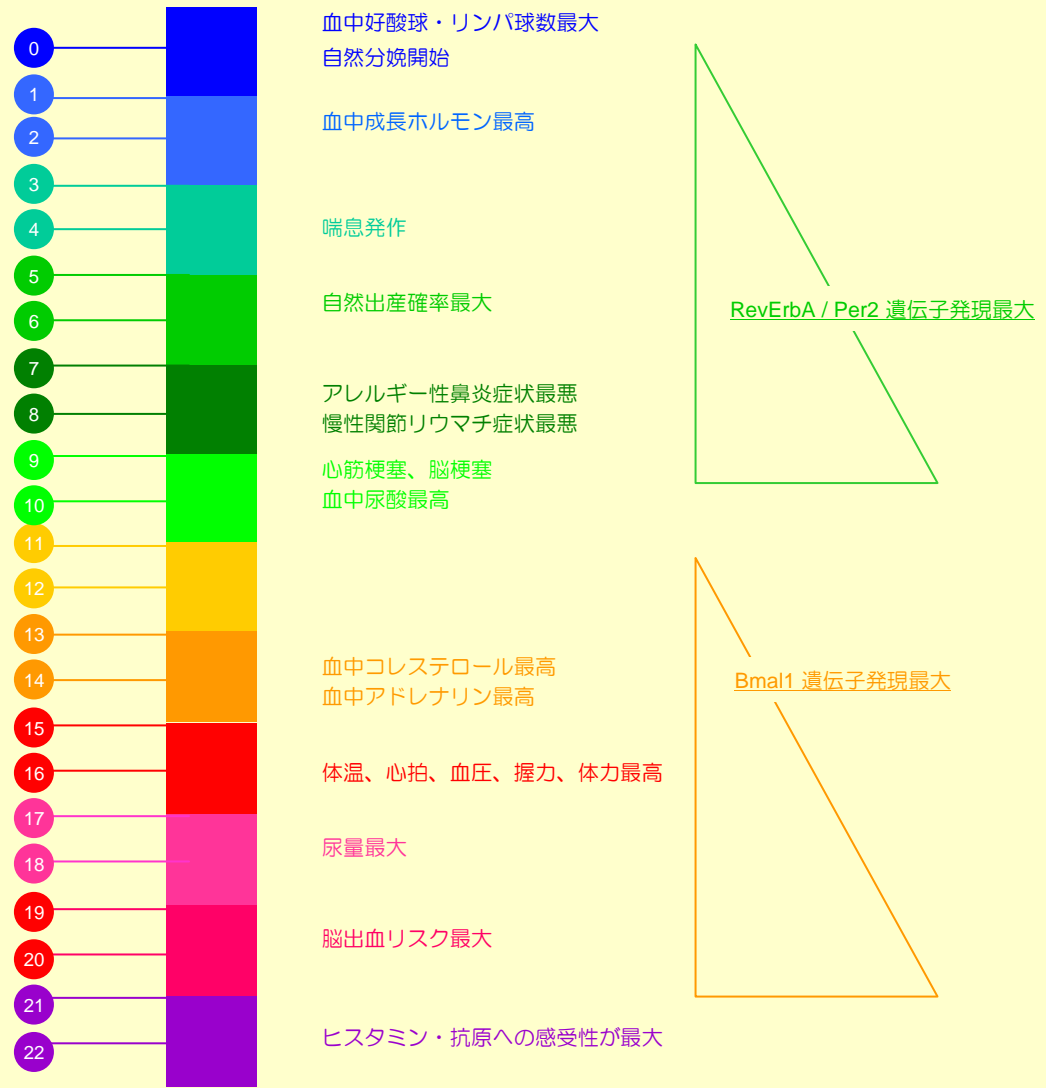 0
血中好酸球・リンパ球数最大
自然分娩開始
1
2
血中成長ホルモン最高
3
4
喘息発作
5
6
自然出産確率最大
RevErbA / Per2 遺伝子発現最大
7
8
アレルギー性鼻炎症状最悪
慢性関節リウマチ症状最悪
9
10
心筋梗塞、脳梗塞
血中尿酸最高
11
12
13
14
血中コレステロール最高
血中アドレナリン最高
Bmal1 遺伝子発現最大
15
16
体温、心拍、血圧、握力、体力最高
17
18
尿量最大
19
20
脳出血リスク最大
21
22
ヒスタミン・抗原への感受性が最大